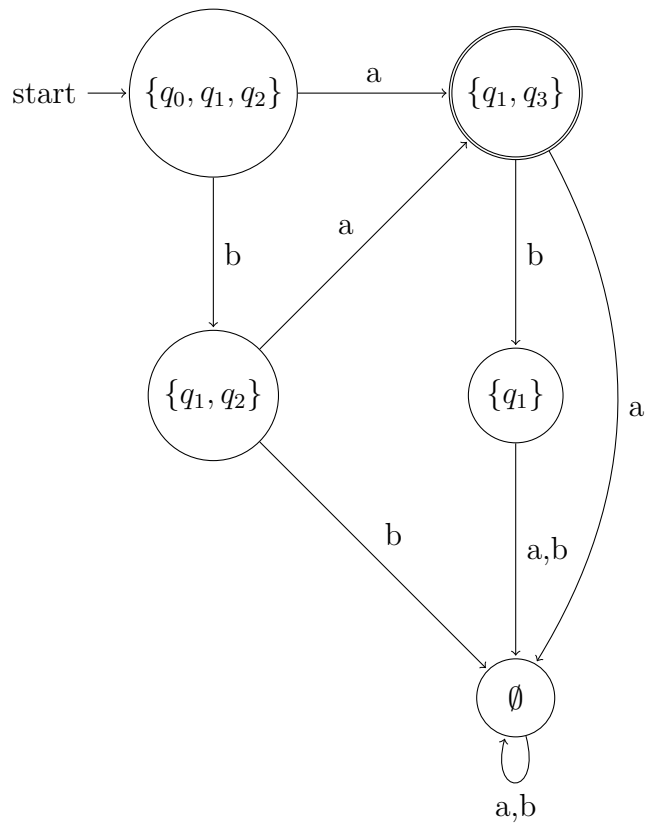 start
{q₀, q₁, q₂}
a
{q₁, q₃}
b
a
b
{q₁, q₂}
{q₁}
a
b
a,b
∅
a,b